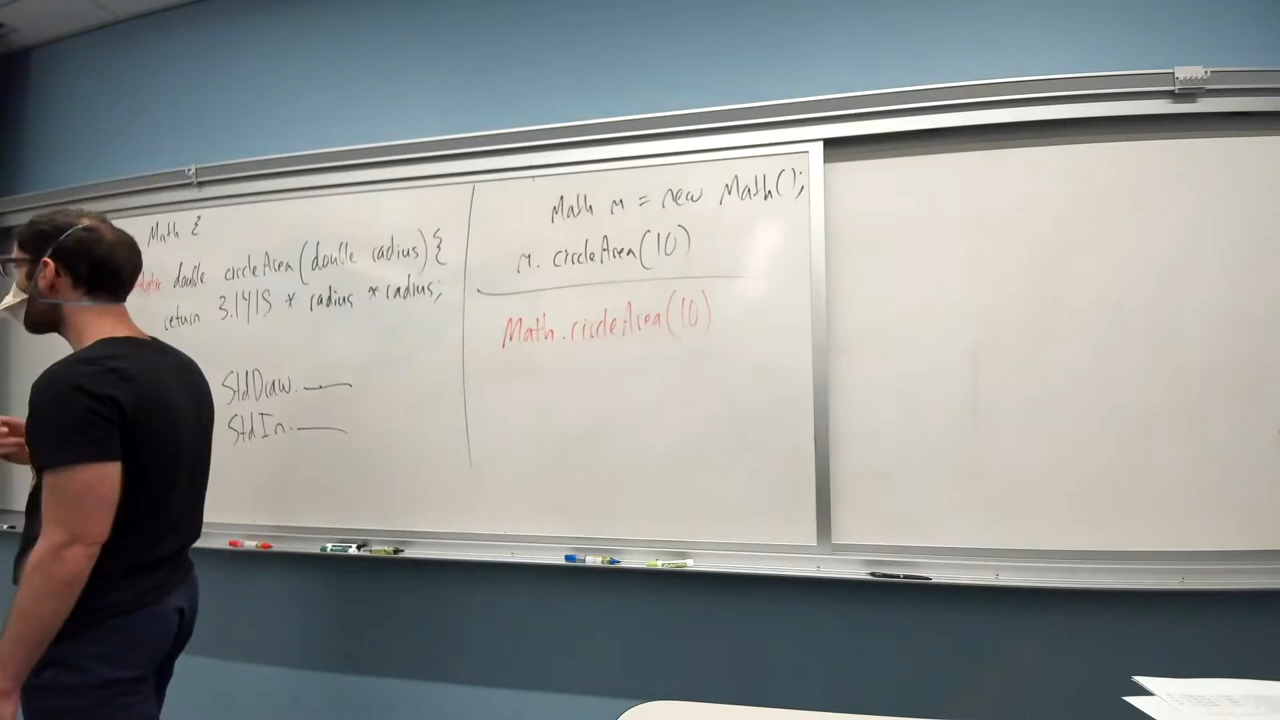 Math {
double circleArea(double radius) {
return 3.1415 * radius * radius;
StdDraw.
StdIn.
Math m = new Math();
m. circleArea(10)
Math.circleArea(10)